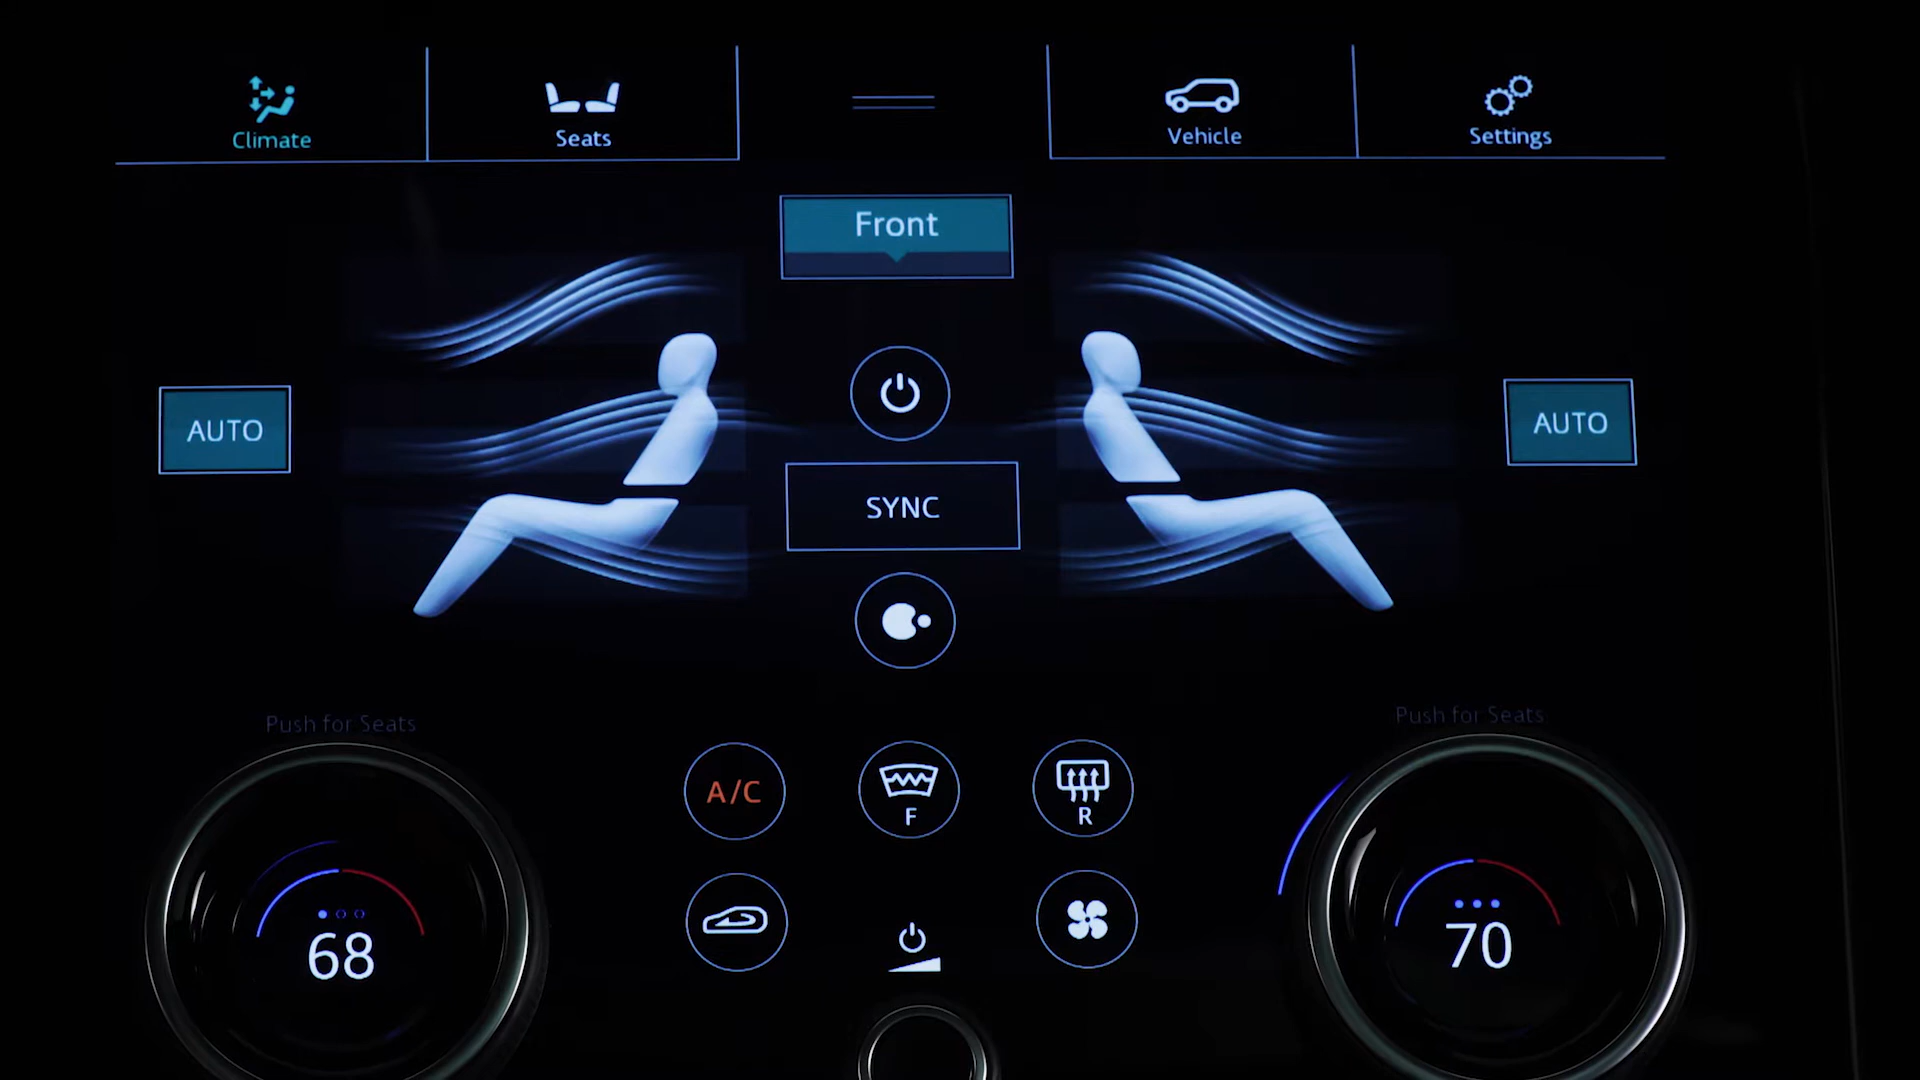 Climate
Seats
Vehicle
Settings
Front
AUTO
AUTO
SYNC
Push for Seats
Push for Seats
A/C
F
R
68
70